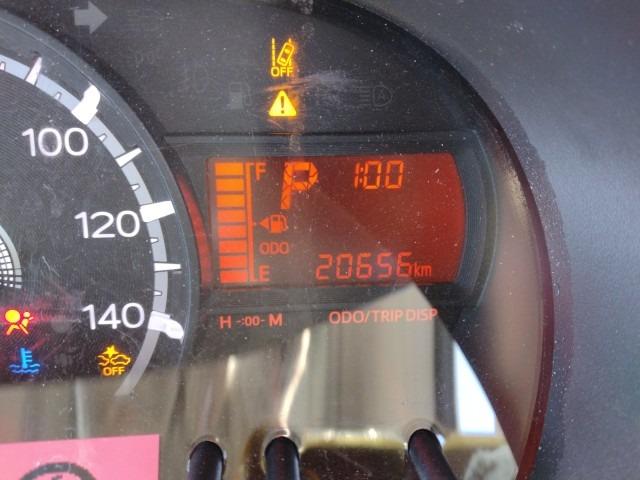 OFF
100
F P 1:00
120
ODO
E 20656km
140
H -:00- M ODO/TRIP DISP
OFF